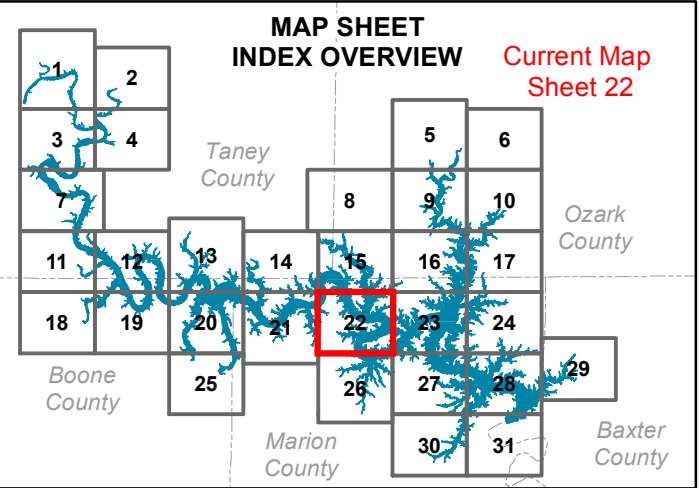 MAP SHEET
INDEX OVERVIEW
Current Map
Sheet 22
1
2
3
4
Taney
County
5
6
7
8
9
10
Ozark
County
11
12
13
14
15
16
17
18
19
20
21
22
23
24
Boone
County
25
26
27
28
29
Marion
County
30
31
Baxter
County